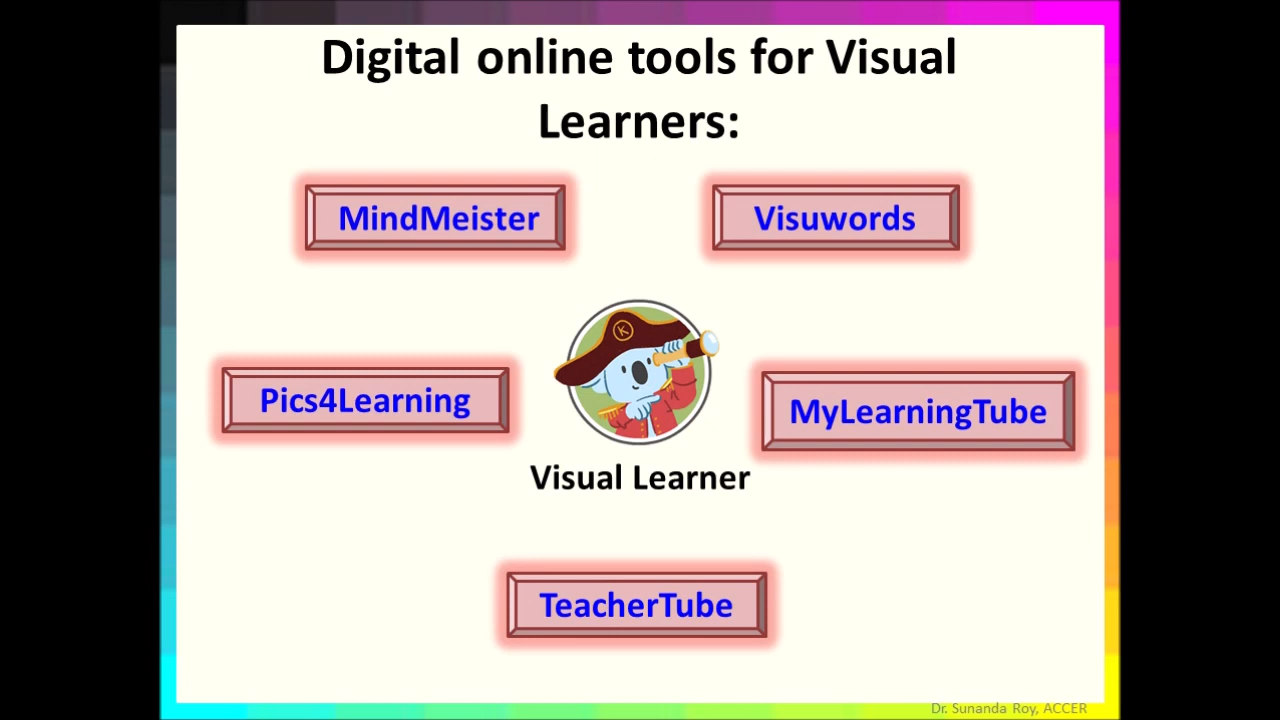 Digital online tools for Visual
Learners:
MindMeister
Visuwords
K
Pics4Learning
MyLearningTube
Visual Learner
TeacherTube
Dr. Sunanda Roy, ACCER